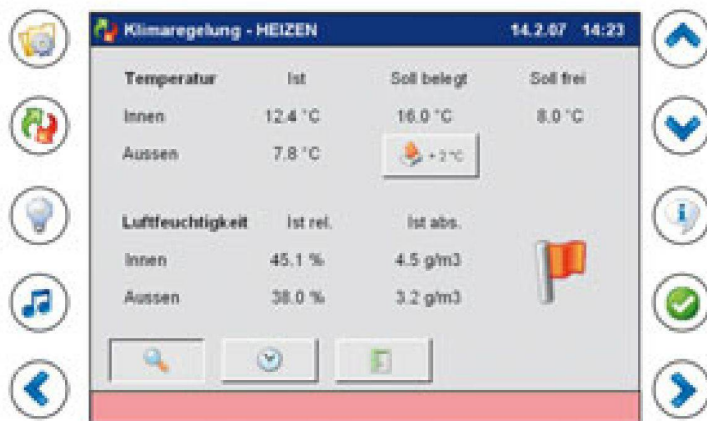 Klimaregelung - HEIZEN 14.2.07 14:23
Temperatur Ist Soll belegt Soll frei
Innen 12.4 °C 16.0 °C 8.0 °C
Aussen 7.8 °C + 2 °C
Luftfeuchtigkeit Ist rel. Ist abs.
Innen 45.1 % 4.5 g/m3
Aussen 38.0 % 3.2 g/m3